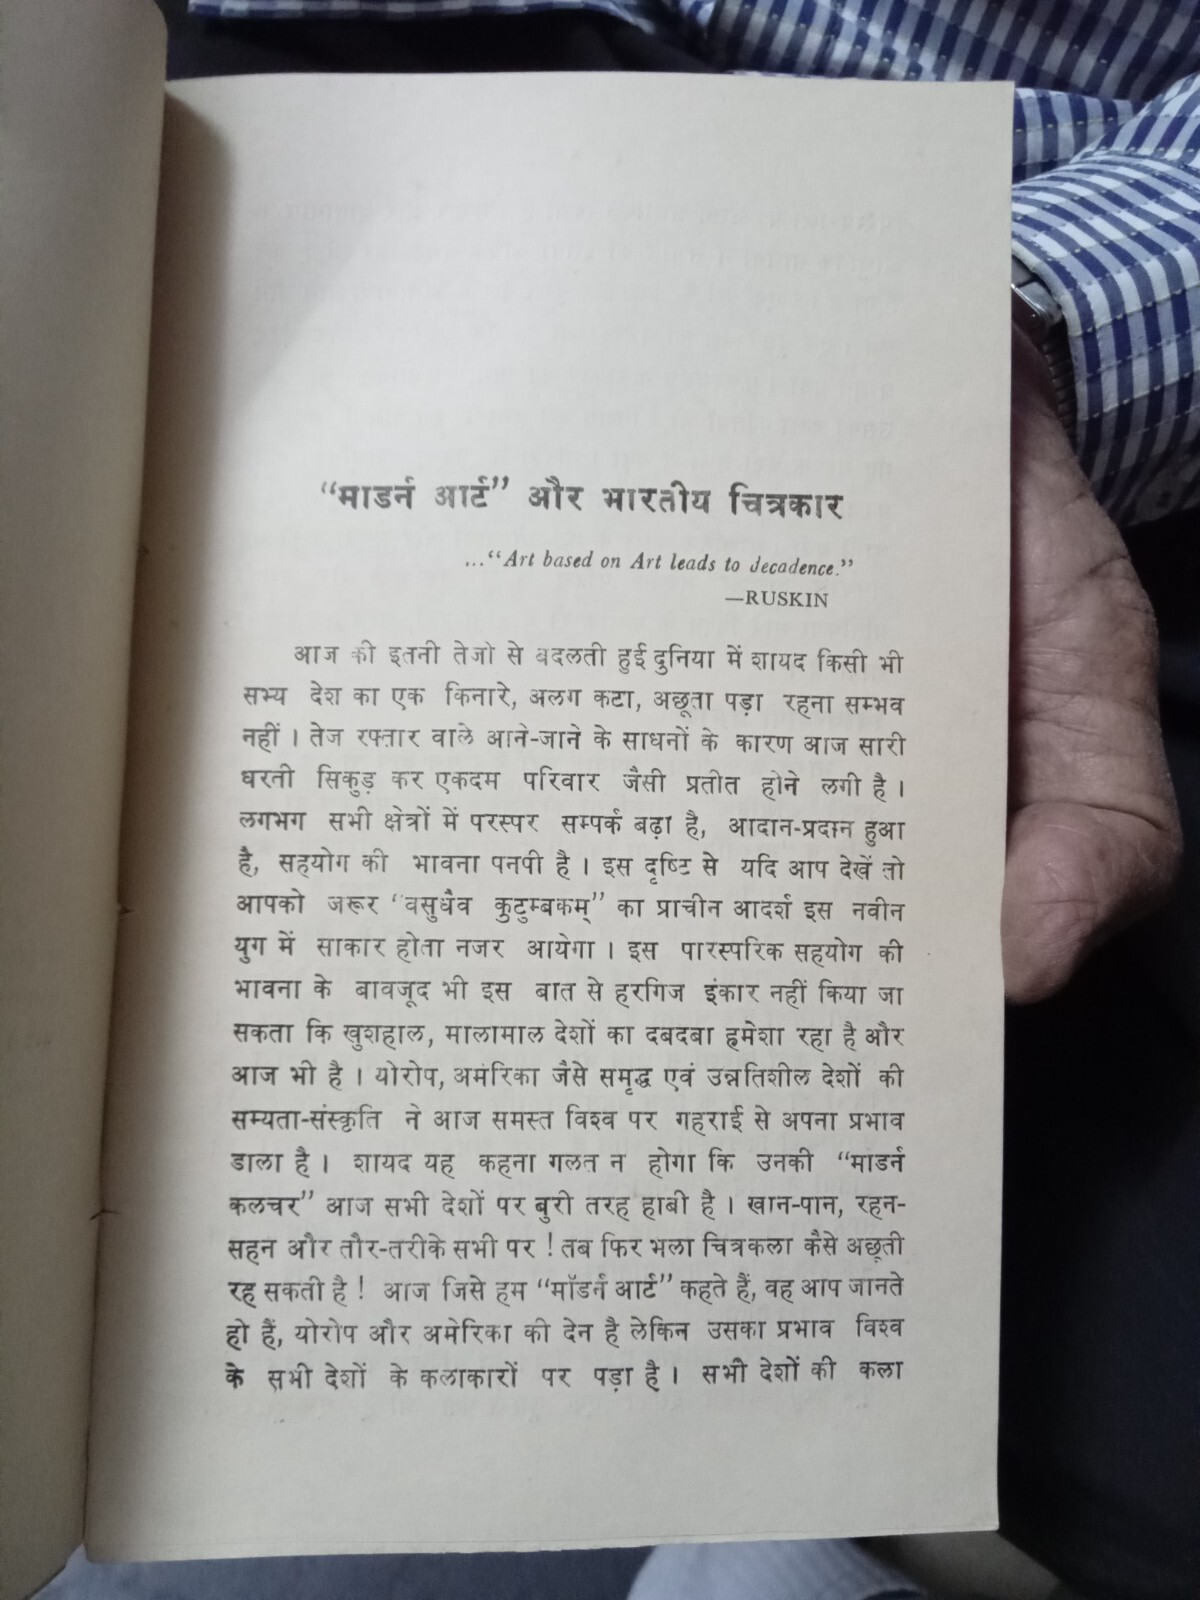 “माडर्न आर्ट” और भारतीय चित्रकार
...“Art based on Art leads to decadence.”
—RUSKIN
आज की इतनी तेजी से बदलती हुई दुनिया में शायद किसी भी
सभ्य देश का एक किनारे, अलग कटा, अछूता पड़ा रहना सम्भव
नहीं । तेज रफ्तार वाले आने-जाने के साधनों के कारण आज सारी
धरती सिकुड़ कर एकदम परिवार जैसी प्रतीत होने लगी है ।
लगभग सभी क्षेत्रों में परस्पर सम्पर्क बढ़ा है, आदान-प्रदान हुआ
है, सहयोग की भावना पनपी है । इस दृष्टि से यदि आप देखें तो
आपको जरूर “वसुधैव कुटुम्बकम्” का प्राचीन आदर्श इस नवीन
युग में साकार होता नजर आयेगा । इस पारस्परिक सहयोग की
भावना के बावजूद भी इस बात से हरगिज इंकार नहीं किया जा
सकता कि खुशहाल, मालामाल देशों का दबदबा हमेशा रहा है और
आज भी है । योरोप, अमेरिका जैसे समृद्ध एवं उन्नतिशील देशों की
सभ्यता-संस्कृति ने आज समस्त विश्व पर गहराई से अपना प्रभाव
डाला है । शायद यह कहना गलत न होगा कि उनकी “माडर्न
कलचर” आज सभी देशों पर बुरी तरह हाबी है । खान-पान, रहन-
सहन और तौर-तरीके सभी पर ! तब फिर भला चित्रकला कैसे अछूती
रह सकती है ! आज जिसे हम “मॉडर्न आर्ट” कहते हैं, वह आप जानते
हो हैं, योरोप और अमेरिका की देन है लेकिन उसका प्रभाव विश्व
के सभी देशों के कलाकारों पर पड़ा है । सभी देशों की कला